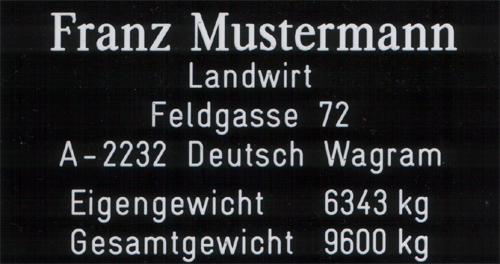 Franz Mustermann
Landwirt
Feldgasse 72
A-2232 Deutsch Wagram
Eigengewicht 6343 kg
Gesamtgewicht 9600 kg